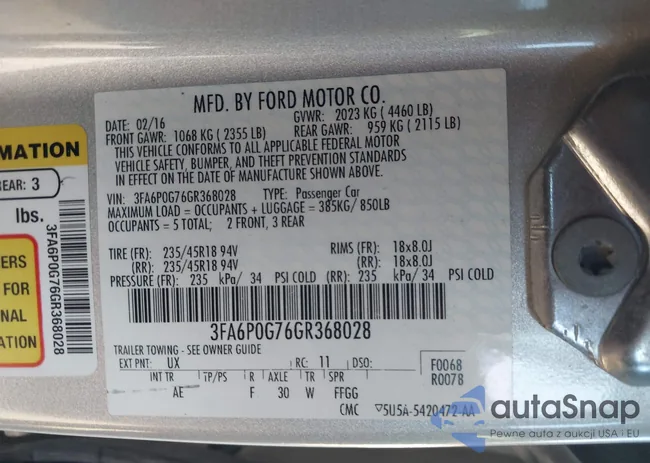 MFD. BY FORD MOTOR CO.
DATE: 02/16 GVWR: 2023 KG ( 4460 LB)
FRONT GAWR: 1068 KG ( 2355 LB) REAR GAWR: 959 KG ( 2115 LB)
THIS VEHICLE CONFORMS TO ALL APPLICABLE FEDERAL MOTOR
VEHICLE SAFETY, BUMPER, AND THEFT PREVENTION STANDARDS
IN EFFECT ON THE DATE OF MANUFACTURE SHOWN ABOVE.
VIN: 3FA6P0G76GR368028 TYPE: Passenger Car
MAXIMUM LOAD = OCCUPANTS + LUGGAGE = 385KG/ 850LB
OCCUPANTS = 5 TOTAL; 2 FRONT, 3 REAR
TIRE (FR): 235/45R18 94V RIMS (FR): 18x8.0J
(RR): 235/45R18 94V (RR): 18x8.0J
PRESSURE (FR): 235 kPa/ 34 PSI COLD (RR): 235 kPa/ 34 PSI COLD
3FA6P0G76GR368028
TRAILER TOWING - SEE OWNER GUIDE
EXT PNT: UX RC: 11 DSO: F0068
INT TR TP/PS R AXLE TR SPR R0078
AE F 30 W FFGG
CMC 5U5A-5420472-AA
RMATION
REAR: 3
lbs.
3FA6P0G76GR368028
ERS
FOR
NAL
ATION
autaSnap
Pewne auta z aukcji USA i EU